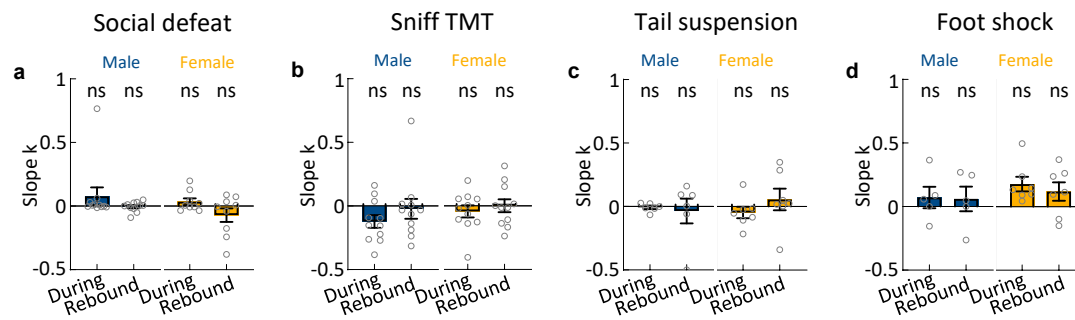 Social defeat
Sniff TMT
Tail suspension
Foot shock
a
Male
Female
ns
ns
ns
ns
Slope k
1
0.5
0
-0.5
During
Rebound
During
Rebound
b
Male
Female
ns
ns
ns
ns
Slope k
1
0.5
0
-0.5
During
Rebound
During
Rebound
c
Male
Female
ns
ns
ns
ns
Slope k
1
0.5
0
-0.5
During
Rebound
During
Rebound
d
Male
Female
ns
ns
ns
ns
Slope k
1
0.5
0
-0.5
During
Rebound
During
Rebound